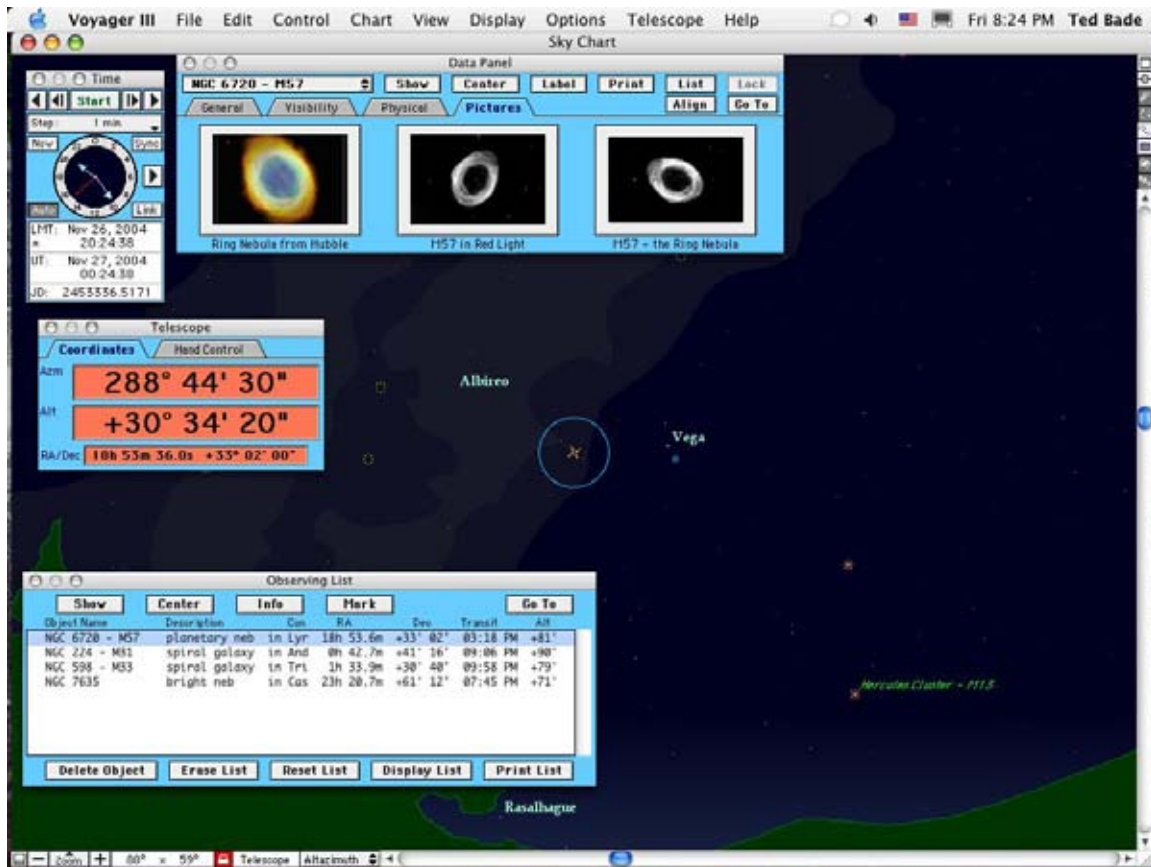 Voyager III File Edit Control Chart View Display Options Telescope Help Fri 8:24 PM Ted Bade
Sky Chart
Time
Start
Step: 1 min.
Now Sync
Auto Link
LMT: Nov 26, 2004
20:24:38
UT: Nov 27, 2004
00:24:38
JD: 2453336.5171
Data Panel
NGC 6720 - M57 Show Center Label Print List Lock
General Visibility Physical Pictures Align Go To
Ring Nebula from Hubble M57 in Red Light M57 - the Ring Nebula
Telescope
Coordinates Hand Control
Azm 288° 44' 30"
Alt +30° 34' 20"
RA/Dec 18h 53m 36.0s +33° 02' 00"
Albireo
Vega
Observing List
Show Center Info Mark Go To
Object Name Description Con RA Dec Transit Alt
NGC 6720 - M57 planetary neb in Lyr 18h 53.6m +33° 02' 03:18 PM +81°
NGC 224 - M31 spiral galaxy in And 0h 42.7m +41° 16' 09:06 PM +90°
NGC 598 - M33 spiral galaxy in Tri 1h 33.9m +30° 40' 09:58 PM +79°
NGC 7635 bright neb in Cas 23h 20.7m +61° 12' 07:45 PM +71°
Delete Object Erase List Reset List Display List Print List
Hercules Cluster - M13
Rasalhague
Zoom 80° x 59° Telescope Altazimuth